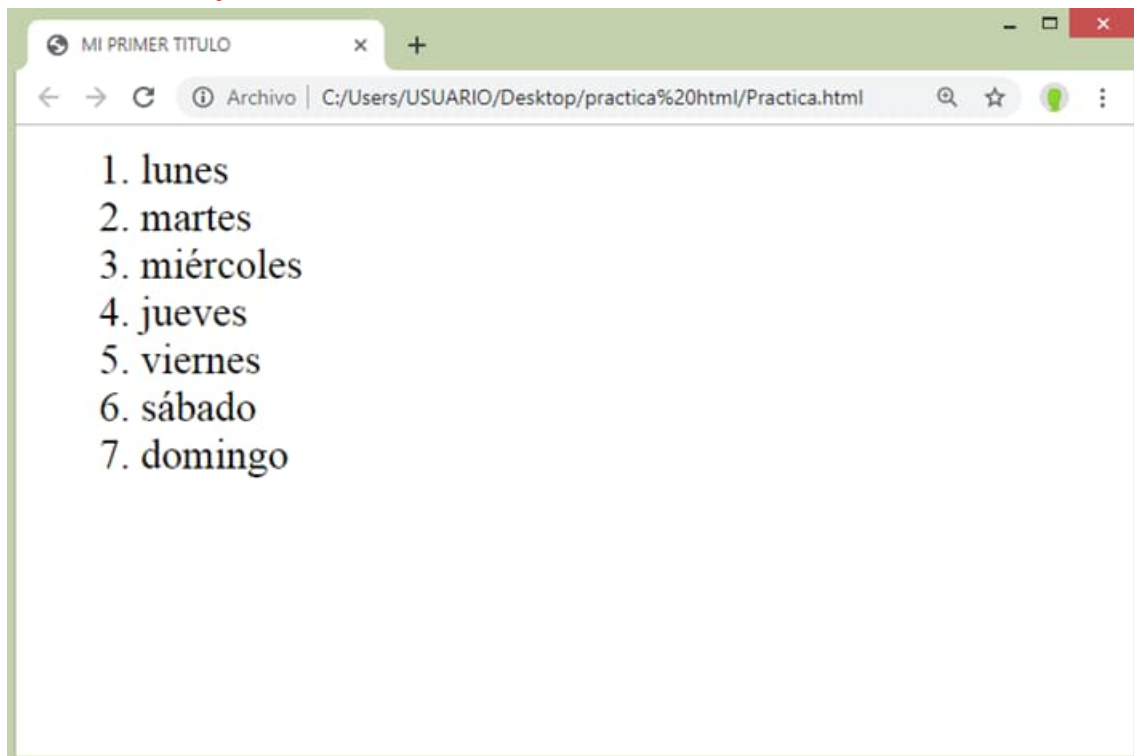 MI PRIMER TITULO
Archivo | C:/Users/USUARIO/Desktop/practica%20html/Practica.html
1. lunes
2. martes
3. miércoles
4. jueves
5. viernes
6. sábado
7. domingo